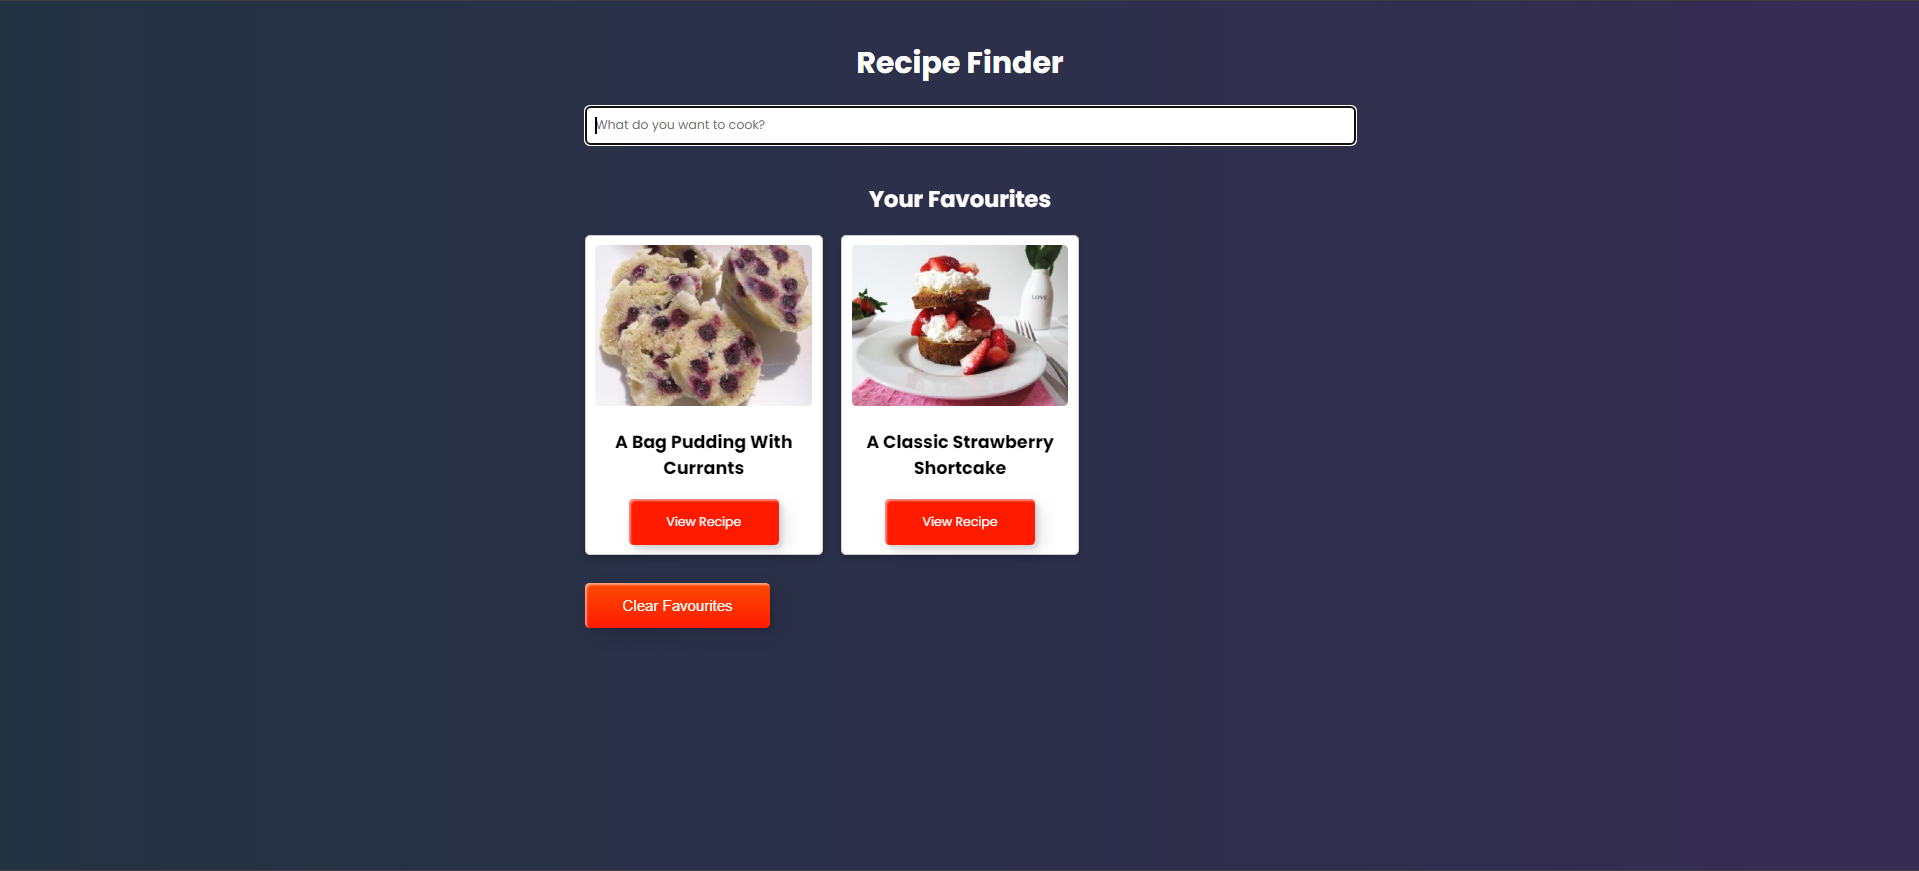 Recipe Finder
What do you want to cook?
Your Favourites
LOVE
A Bag Pudding With
Currants
View Recipe
A Classic Strawberry
Shortcake
View Recipe
Clear Favourites